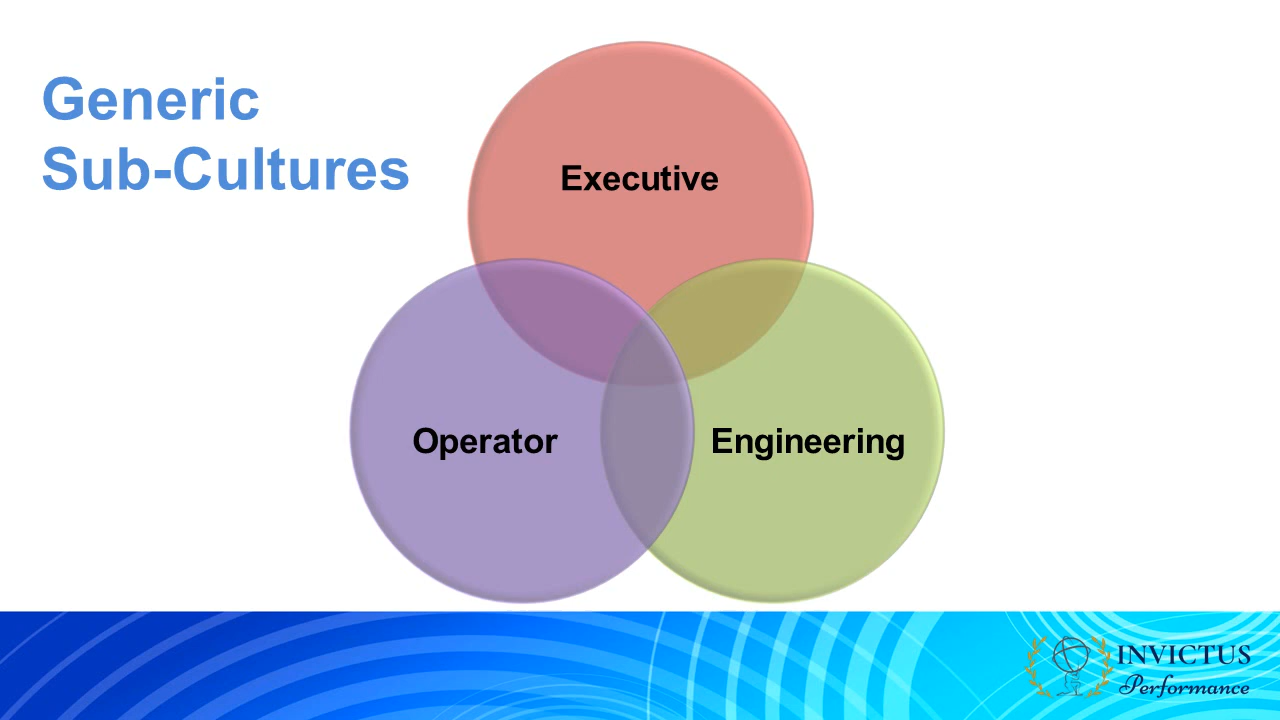 Generic
Sub-Cultures
Executive
Operator
Engineering
INVICTUS
Performance